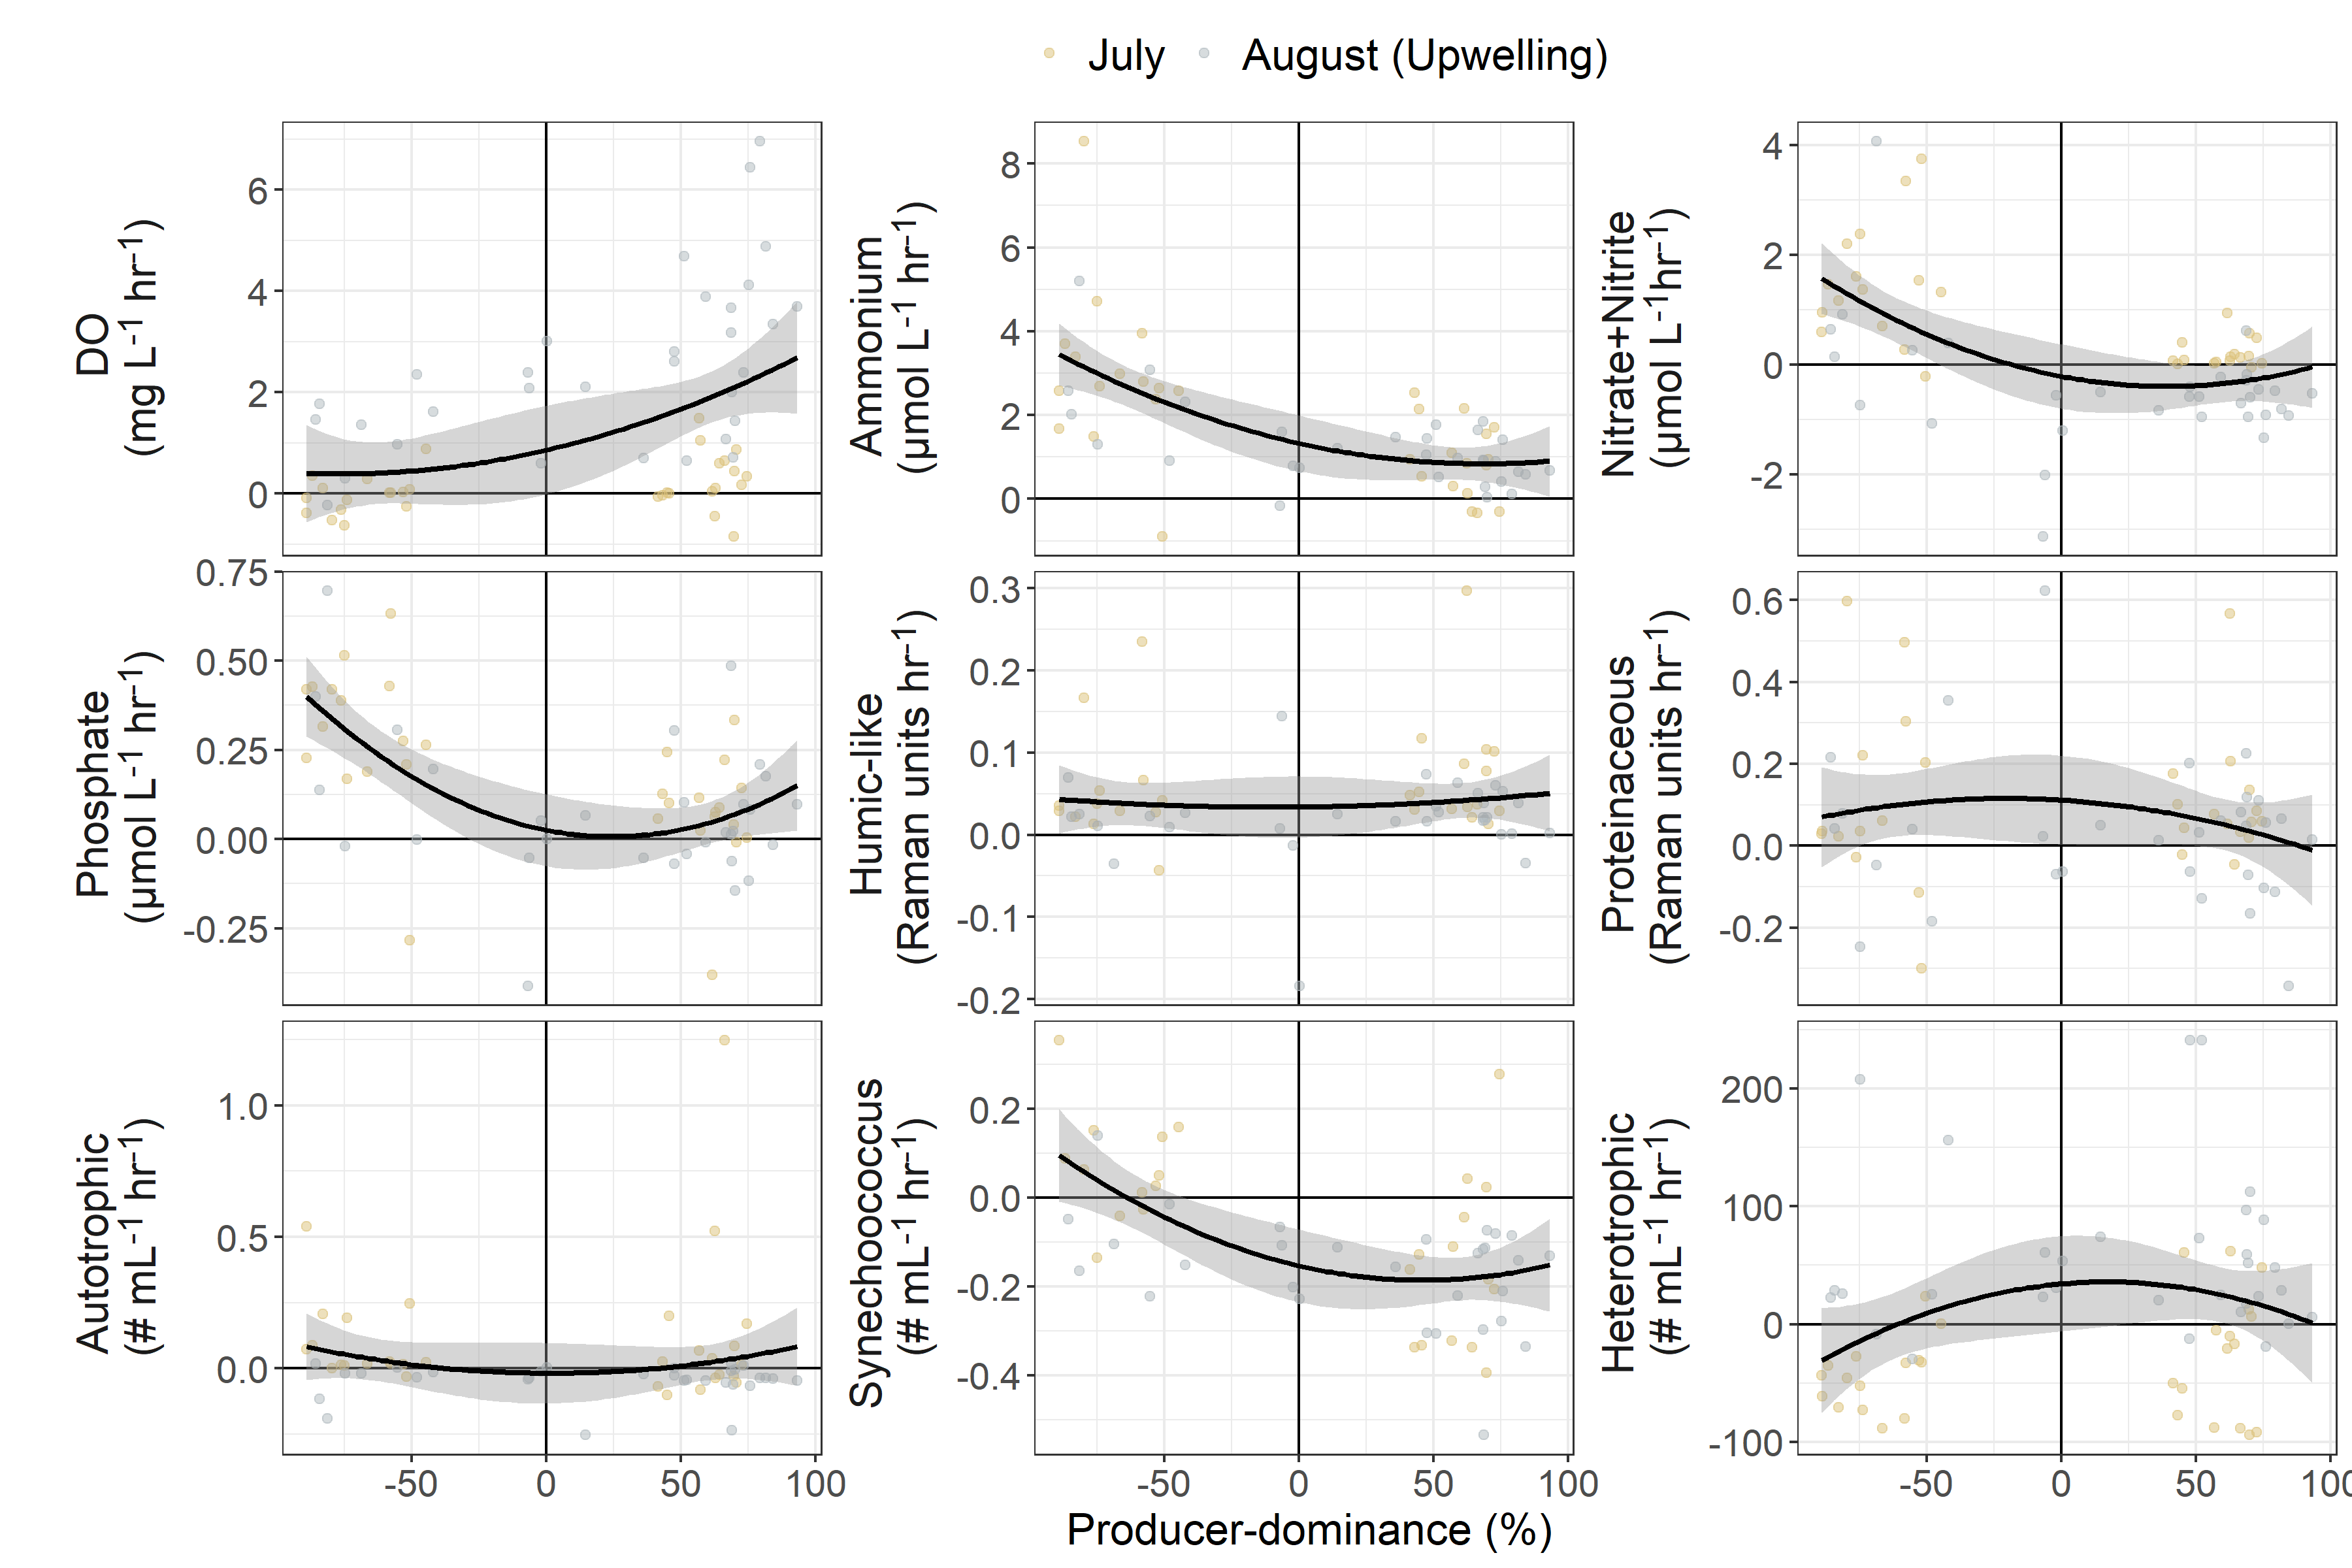 July August (Upwelling)
DO
(mg L-1 hr-1)
6
4
2
0
Ammonium
(µmol L-1 hr-1)
8
6
4
2
0
Nitrate+Nitrite
(µmol L-1hr-1)
4
2
0
-2
Phosphate
(µmol L-1 hr-1)
0.75
0.50
0.25
0.00
-0.25
Humic-like
(Raman units hr-1)
0.3
0.2
0.1
0.0
-0.1
-0.2
Proteinaceous
(Raman units hr-1)
0.6
0.4
0.2
0.0
-0.2
Autotrophic
(# mL-1 hr-1)
1.0
0.5
0.0
Synechococcus
(# mL-1 hr-1)
0.2
0.0
-0.2
-0.4
Heterotrophic
(# mL-1 hr-1)
200
100
0
-100
-50 0 50 100
-50 0 50 100
-50 0 50 100
Producer-dominance (%)